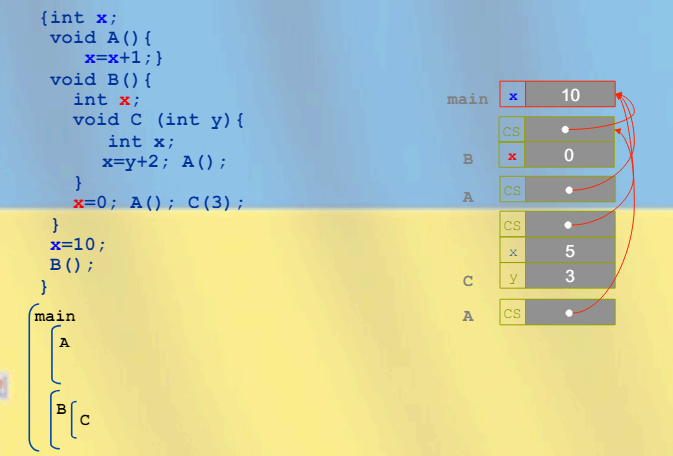 {int x;
void A(){
x=x+1;}
void B(){
int x;
void C (int y){
int x;
x=y+2; A();
}
x=0; A(); C(3);
}
x=10;
B();
}
main
A
B
C
main x 10
CS
B x 0
A CS
CS
x 5
C y 3
A CS